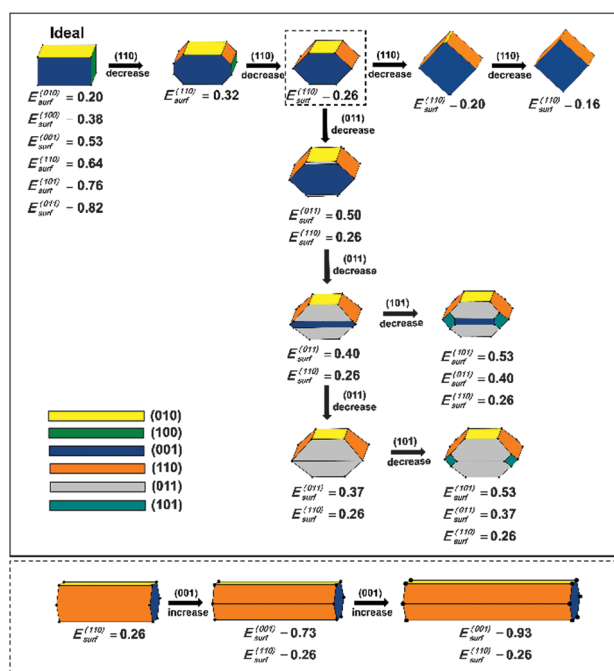 Ideal
(110)
decrease
(110)
decrease
(110)
decrease
(110)
decrease
E_surf^{010} = 0.20
E_surf^{100} – 0.38
E_surf^{001} = 0.53
E_surf^{110} = 0.64
E_surf^{101} – 0.76
E_surf^{011} – 0.82
E_surf^{110} = 0.32
E_surf^{110} – 0.26
E_surf^{110} – 0.20
E_surf^{110} – 0.16
(011)
decrease
E_surf^{011} = 0.50
E_surf^{110} = 0.26
(011)
decrease
(101)
decrease
E_surf^{011} = 0.40
E_surf^{110} = 0.26
E_surf^{101} = 0.53
E_surf^{011} = 0.40
E_surf^{110} = 0.26
(011)
decrease
(101)
decrease
E_surf^{011} = 0.37
E_surf^{110} = 0.26
E_surf^{101} = 0.53
E_surf^{011} = 0.37
E_surf^{110} = 0.26
(010)
(100)
(001)
(110)
(011)
(101)
(001)
increase
(001)
increase
E_surf^{110} = 0.26
E_surf^{001} – 0.73
E_surf^{110} – 0.26
E_surf^{001} – 0.93
E_surf^{110} – 0.26